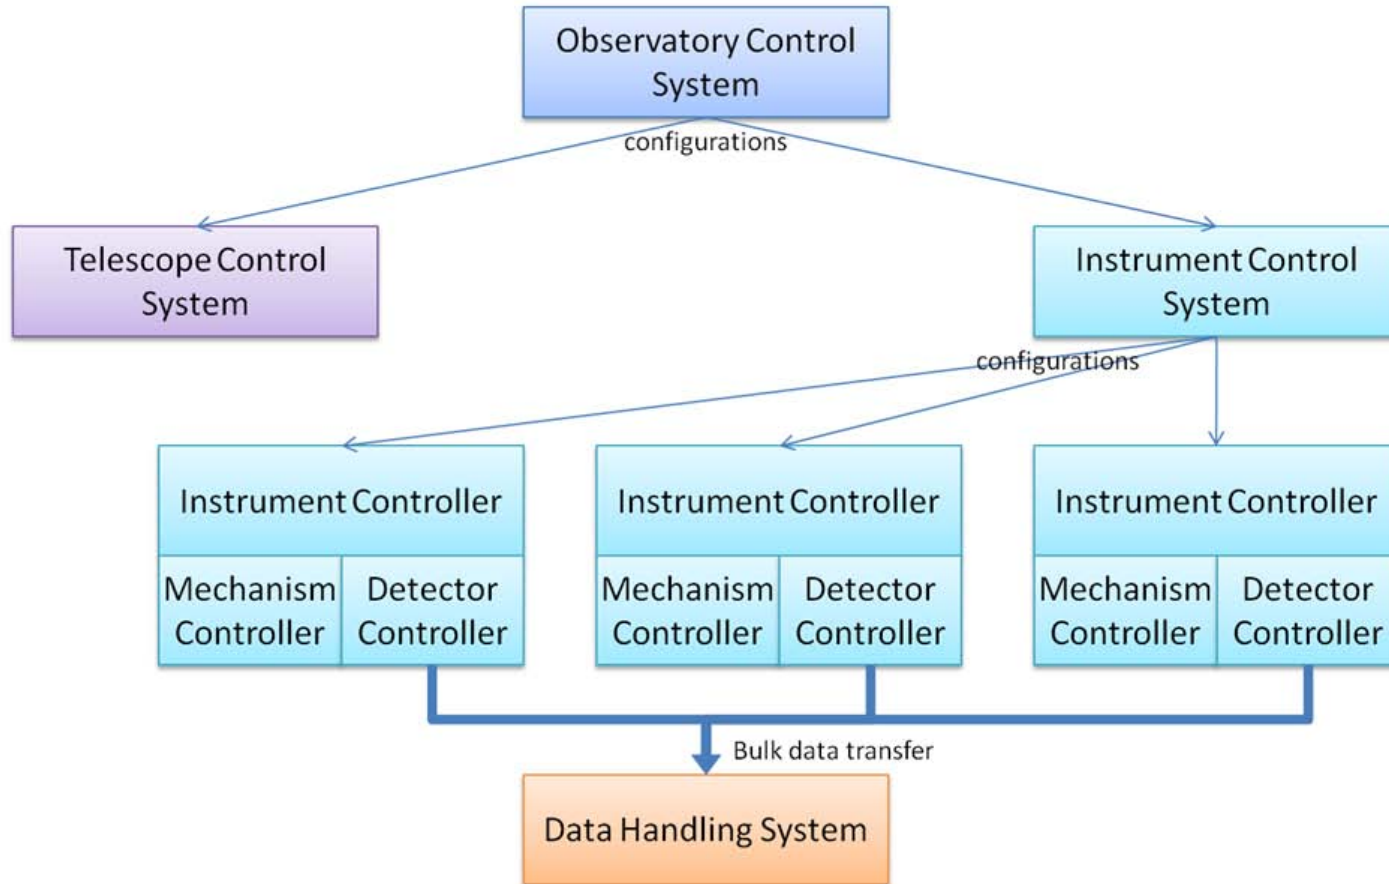 Observatory Control
System
configurations
Telescope Control
System
Instrument Control
System
configurations
Instrument Controller
Mechanism
Controller
Detector
Controller
Instrument Controller
Mechanism
Controller
Detector
Controller
Instrument Controller
Mechanism
Controller
Detector
Controller
Bulk data transfer
Data Handling System